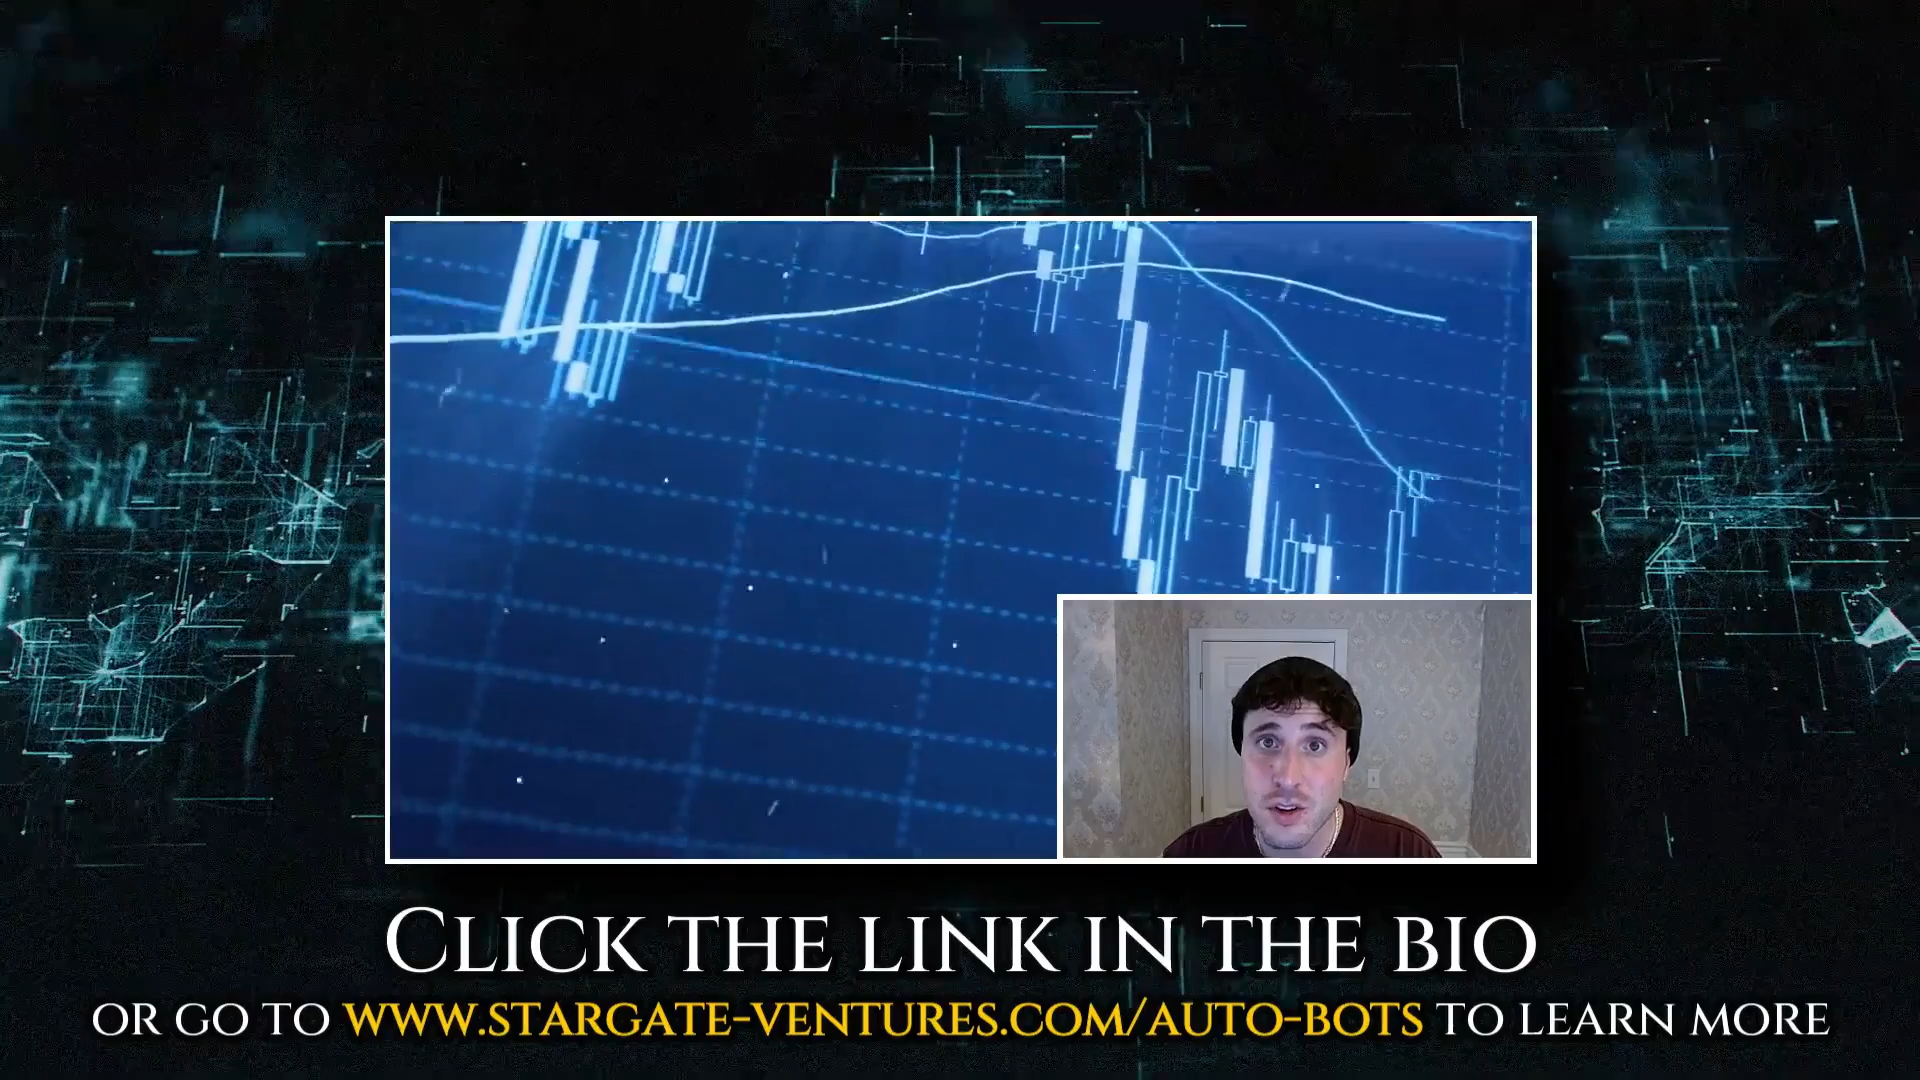 Click the link in the bio
or go to www.stargate-ventures.com/auto-bots to learn more